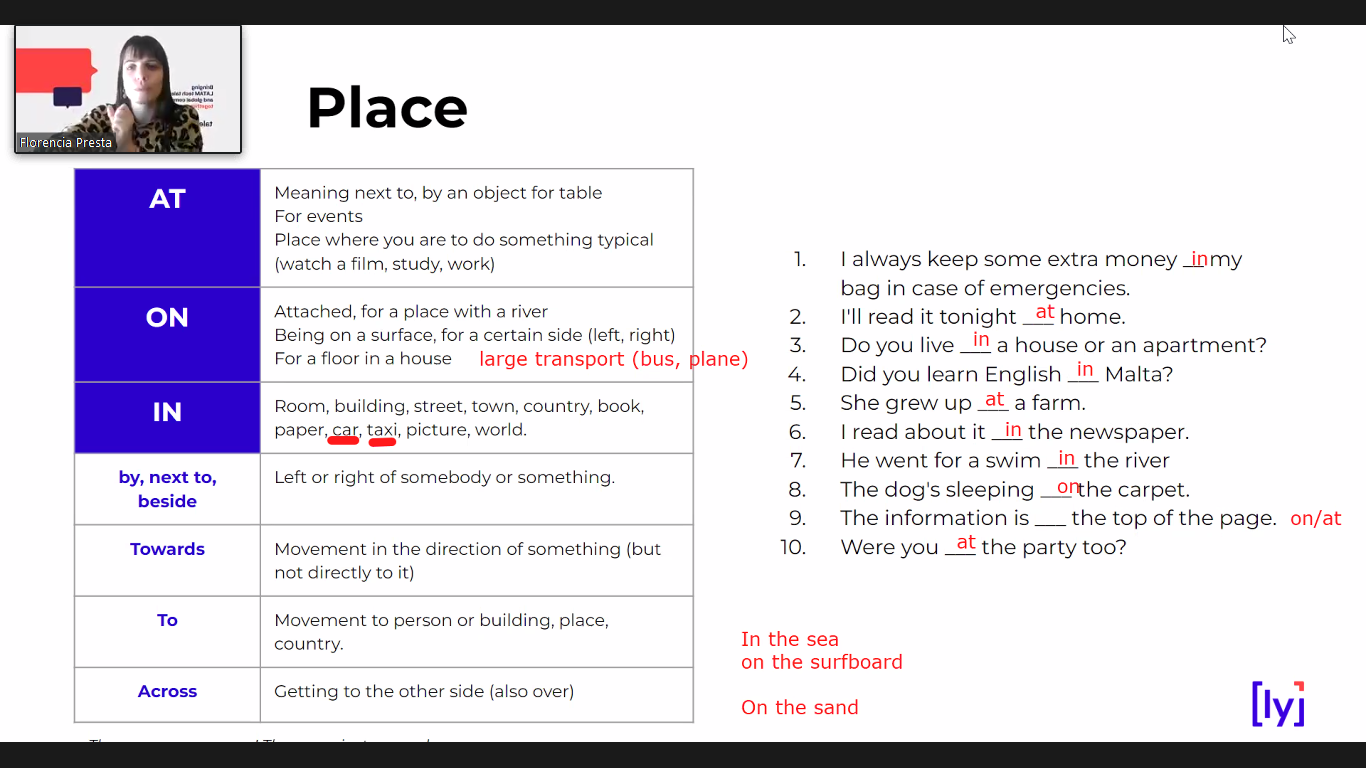 Bringing
LATAM tech tale
and global com
together
tale
Florencia Presta
Place
AT
Meaning next to, by an object for table
For events
Place where you are to do something typical
(watch a film, study, work)
ON
Attached, for a place with a river
Being on a surface, for a certain side (left, right)
For a floor in a house large transport (bus, plane)
IN
Room, building, street, town, country, book,
paper, car, taxi, picture, world.
by, next to,
beside
Left or right of somebody or something.
Towards
Movement in the direction of something (but
not directly to it)
To
Movement to person or building, place,
country.
Across
Getting to the other side (also over)
1. I always keep some extra money in my
bag in case of emergencies.
2. I'll read it tonight at home.
3. Do you live in a house or an apartment?
4. Did you learn English in Malta?
5. She grew up at a farm.
6. I read about it in the newspaper.
7. He went for a swim in the river
8. The dog's sleeping on the carpet.
9. The information is ___ the top of the page. on/at
10. Were you at the party too?
In the sea
on the surfboard
On the sand
[ly]